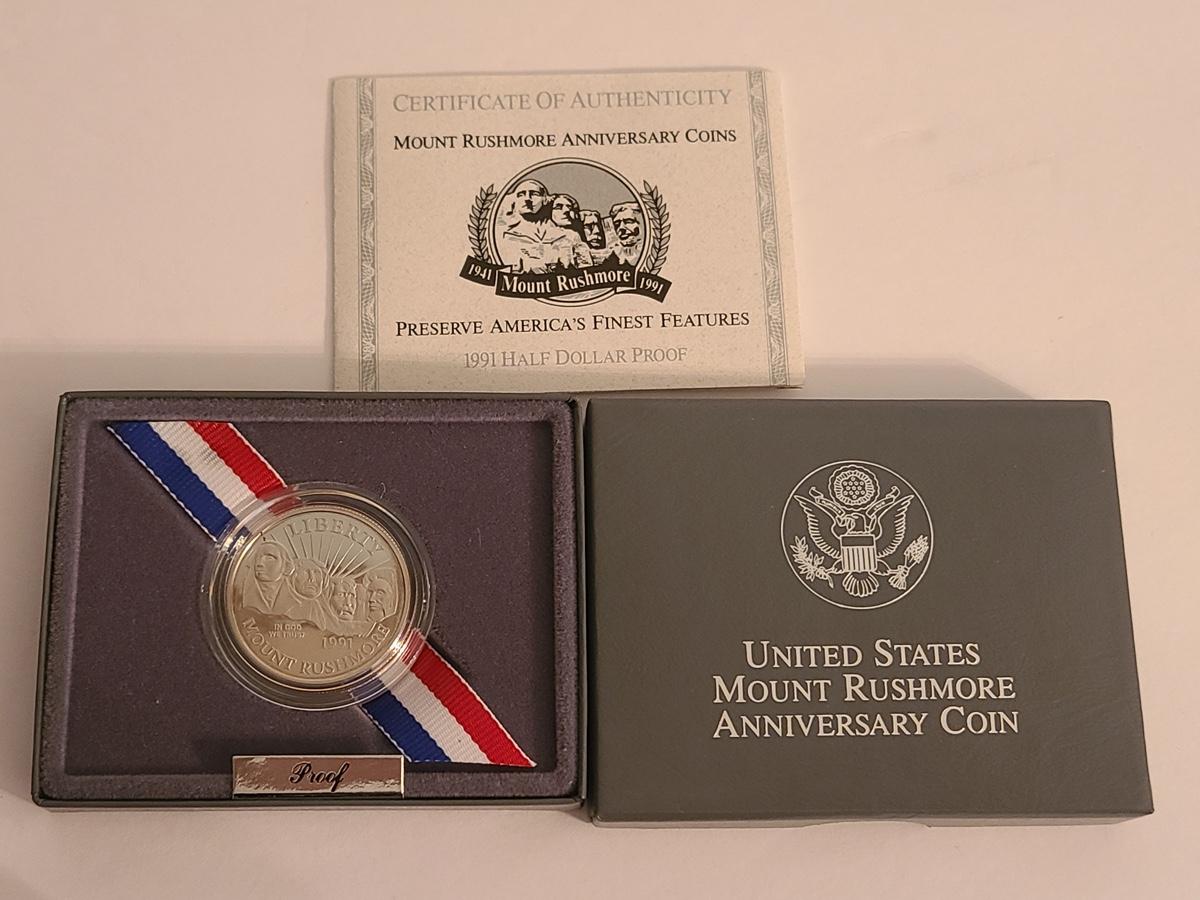 CERTIFICATE OF AUTHENTICITY
MOUNT RUSHMORE ANNIVERSARY COINS
1941 Mount Rushmore 1991
PRESERVE AMERICA'S FINEST FEATURES
1991 HALF DOLLAR PROOF
LIBERTY
IN GOD
WE TRUST
1991
MOUNT RUSHMORE
Proof
UNITED STATES
MOUNT RUSHMORE
ANNIVERSARY COIN